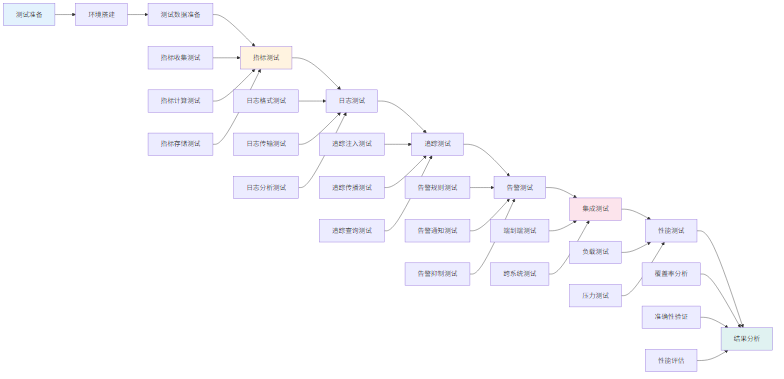 测试准备
环境搭建
测试数据准备
指标收集测试
指标测试
指标计算测试
日志格式测试
日志测试
指标存储测试
日志传输测试
追踪注入测试
追踪测试
日志分析测试
追踪传播测试
告警规则测试
告警测试
集成测试
追踪查询测试
告警通知测试
端到端测试
性能测试
负载测试
告警抑制测试
跨系统测试
覆盖率分析
压力测试
准确性验证
结果分析
性能评估